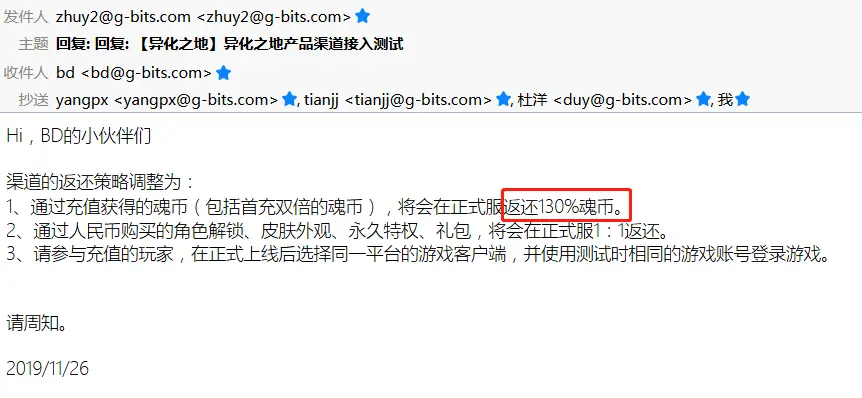 发件人 zhuy2@g-bits.com <zhuy2@g-bits.com>
主题 回复: 回复: 【异化之地】异化之地产品渠道接入测试
收件人 bd <bd@g-bits.com>
抄送 yangpx <yangpx@g-bits.com>, tianjj <tianjj@g-bits.com>, 杜洋 <duy@g-bits.com>, 我
Hi，BD的小伙伴们
渠道的返还策略调整为：
1、通过充值获得的魂币（包括首充双倍的魂币），将会在正式服返还130%魂币。
2、通过人民币购买的角色解锁、皮肤外观、永久特权、礼包，将会在正式服1：1返还。
3、请参与充值的玩家，在正式上线后选择同一平台的游戏客户端，并使用测试时相同的游戏账号登录游戏。
请周知。
2019/11/26